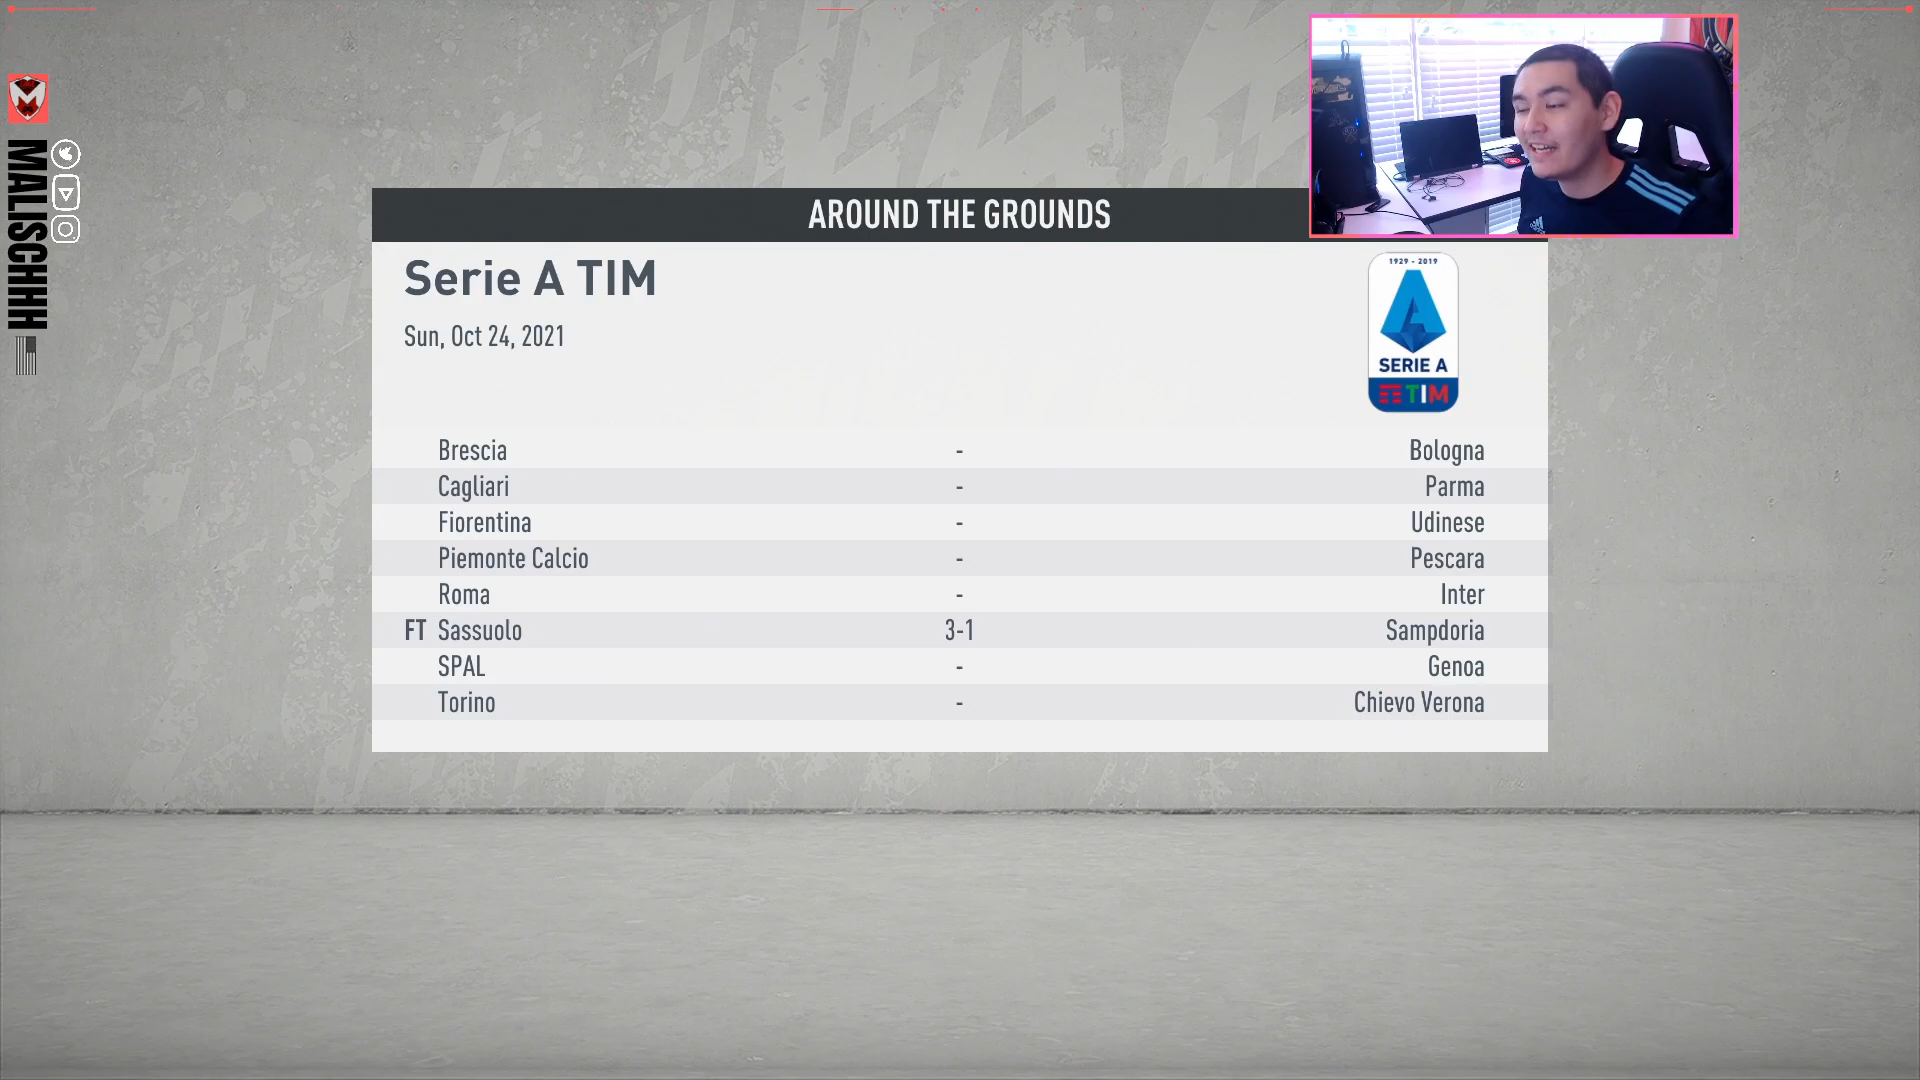 MALISCHHH
AROUND THE GROUNDS
Serie A TIM
Sun, Oct 24, 2021
1929 - 2019
SERIE A
TIM
Brescia - Bologna
Cagliari - Parma
Fiorentina - Udinese
Piemonte Calcio - Pescara
Roma - Inter
FT Sassuolo 3-1 Sampdoria
SPAL - Genoa
Torino - Chievo Verona